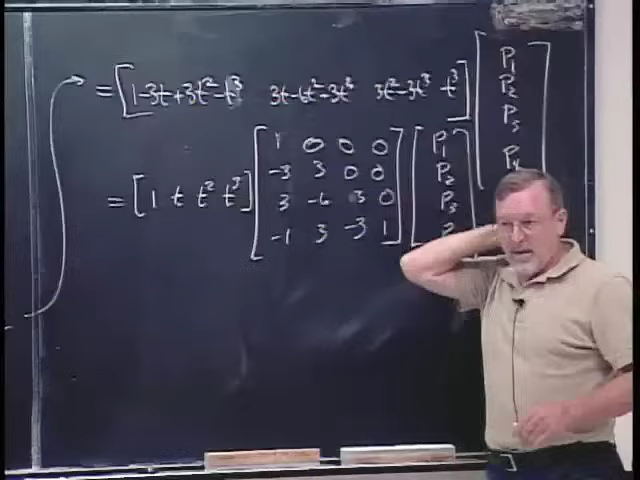 = [1-3t+3t²-t³ 3t-6t²-3t³ 3t²-3t³ t³] [P₁
P₂
P₃
P₄]
= [1 t t² t³] [1 0 0 0
-3 3 0 0
3 -6 3 0
-1 3 -3 1] [P₁
P₂
P₃
P